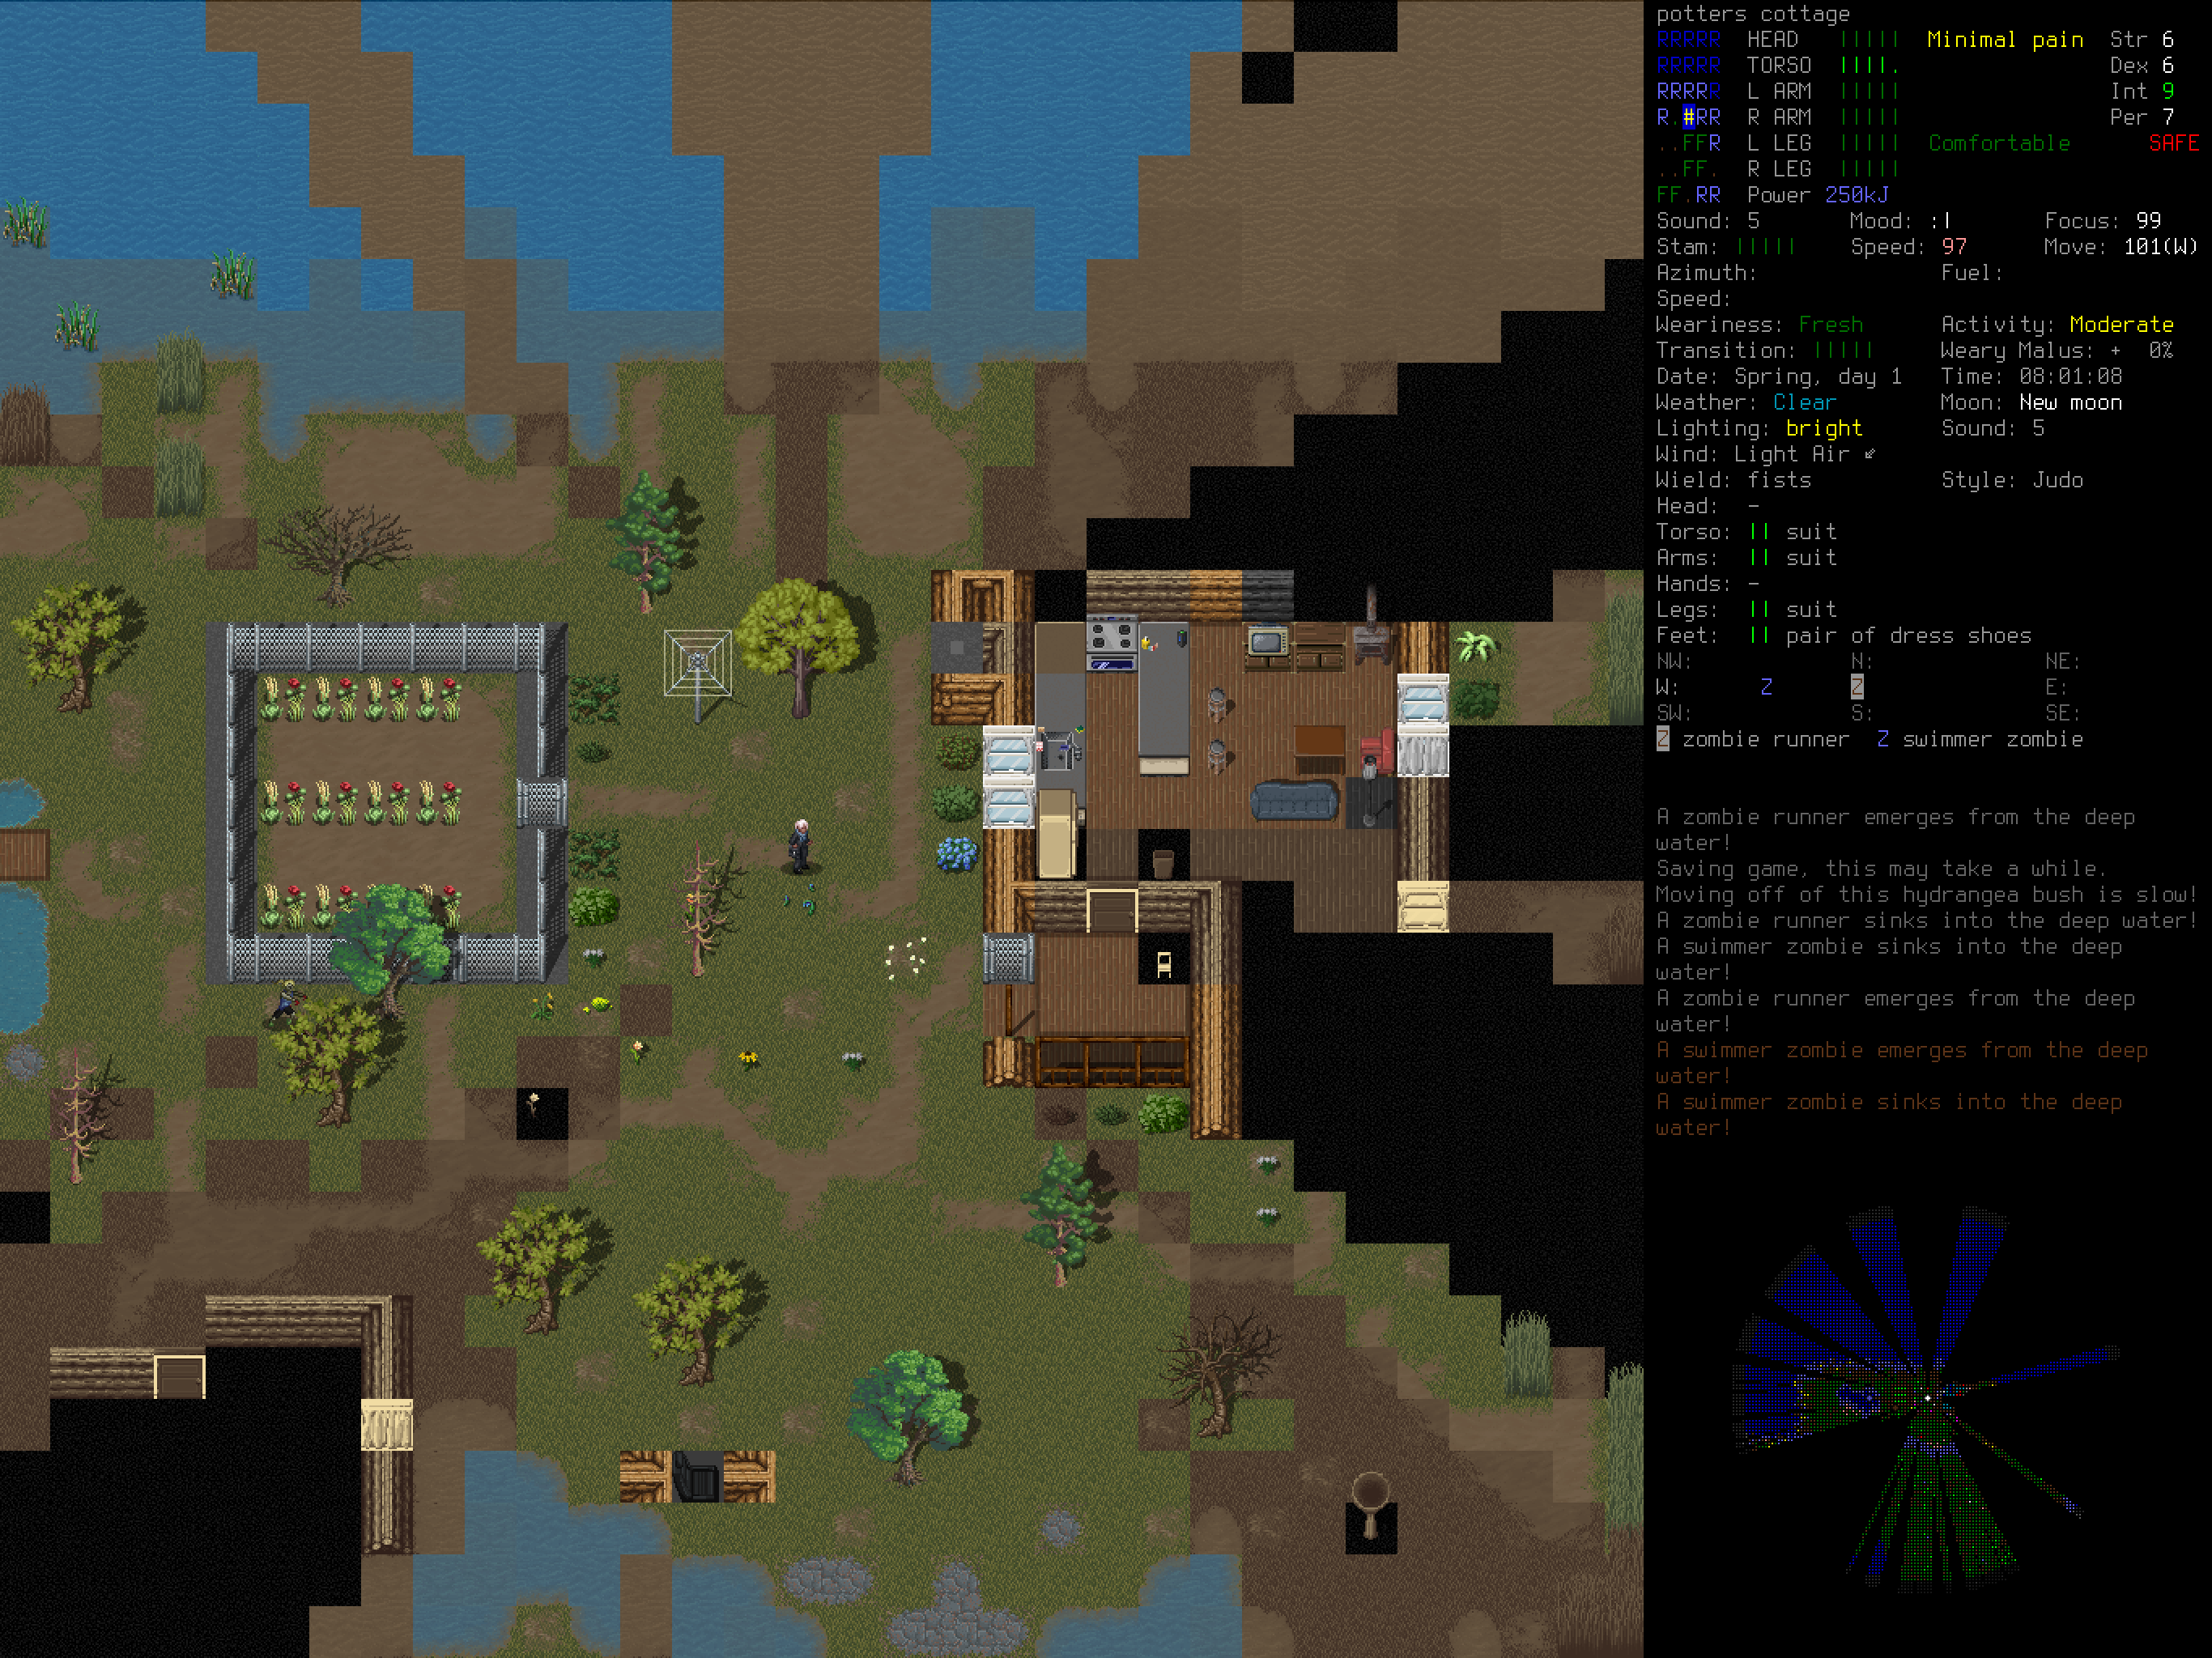 potters cottage
RRRRR HEAD ||||| Minimal pain Str 6
RRRRR TORSO ||||. Dex 6
RRRRR L ARM ||||| Int 9
R.#RR R ARM ||||| Per 7
..FFR L LEG ||||| Comfortable SAFE
..FF. R LEG |||||
FF.RR Power 250kJ
Sound: 5 Mood: :| Focus: 99
Stam: ||||| Speed: 97 Move: 101(W)
Azimuth: Fuel:
Speed:
Weariness: Fresh Activity: Moderate
Transition: ||||| Weary Malus: + 0%
Date: Spring, day 1 Time: 08:01:08
Weather: Clear Moon: New moon
Lighting: bright Sound: 5
Wind: Light Air ⇙
Wield: fists Style: Judo
Head: -
Torso: || suit
Arms: || suit
Hands: -
Legs: || suit
Feet: || pair of dress shoes
NW: N: NE:
W: Z Z E:
SW: S: SE:
Z zombie runner Z swimmer zombie
A zombie runner emerges from the deep
water!
Saving game, this may take a while.
Moving off of this hydrangea bush is slow!
A zombie runner sinks into the deep water!
A swimmer zombie sinks into the deep
water!
A zombie runner emerges from the deep
water!
A swimmer zombie emerges from the deep
water!
A swimmer zombie sinks into the deep
water!